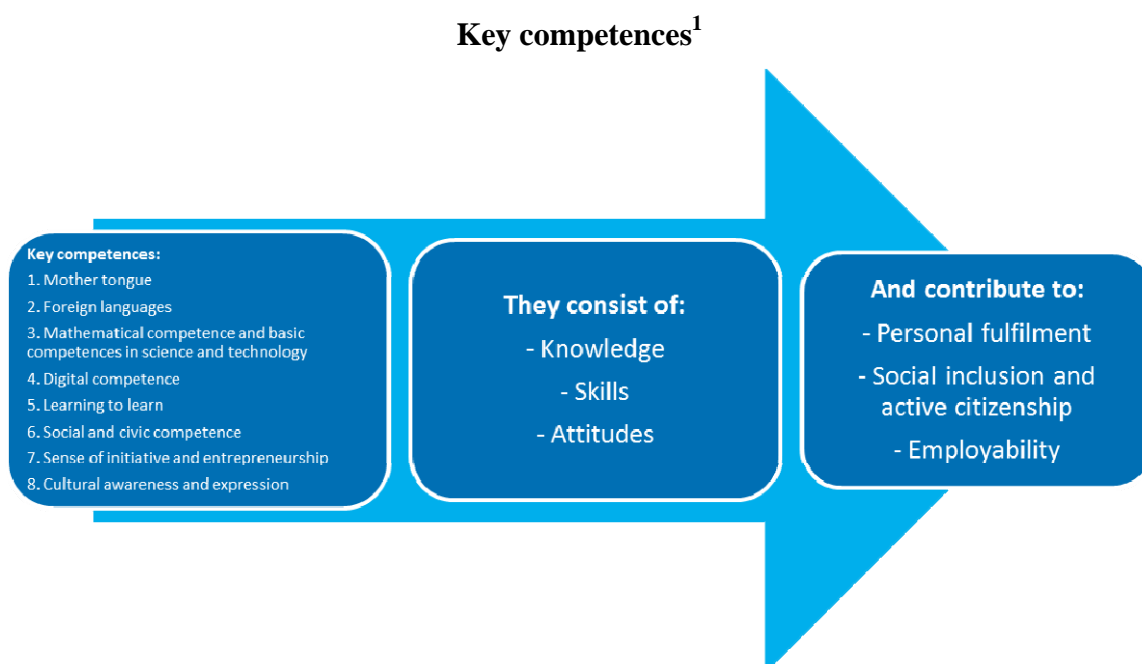 Key competences1
Key competences:
1. Mother tongue
2. Foreign languages
3. Mathematical competence and basic
competences in science and technology
4. Digital competence
5. Learning to learn
6. Social and civic competence
7. Sense of initiative and entrepreneurship
8. Cultural awareness and expression
They consist of:
- Knowledge
- Skills
- Attitudes
And contribute to:
- Personal fulfilment
- Social inclusion and
active citizenship
- Employability